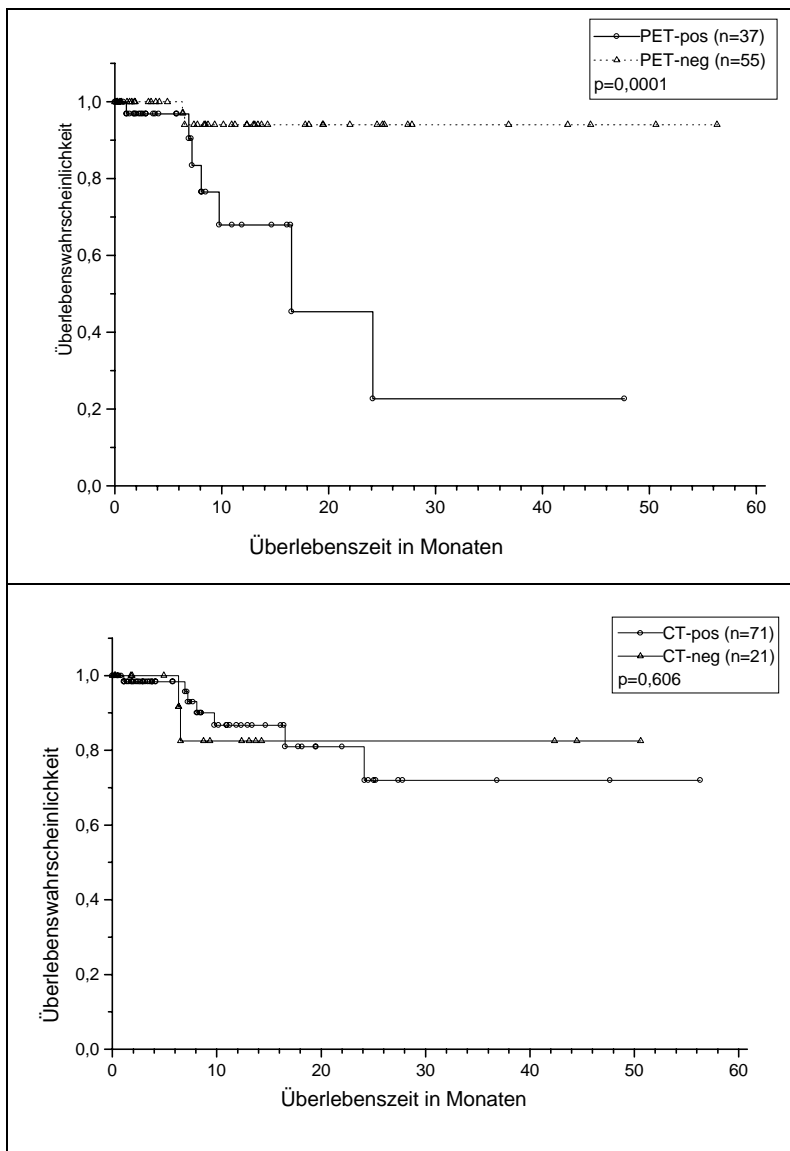 PET-pos (n=37)
PET-neg (n=55)
p=0,0001
Überlebenswahrscheinlichkeit
1,0
0,8
0,6
0,4
0,2
0,0
0 10 20 30 40 50 60
Überlebenszeit in Monaten
CT-pos (n=71)
CT-neg (n=21)
p=0,606
Überlebenswahrscheinlichkeit
1,0
0,8
0,6
0,4
0,2
0,0
0 10 20 30 40 50 60
Überlebenszeit in Monaten